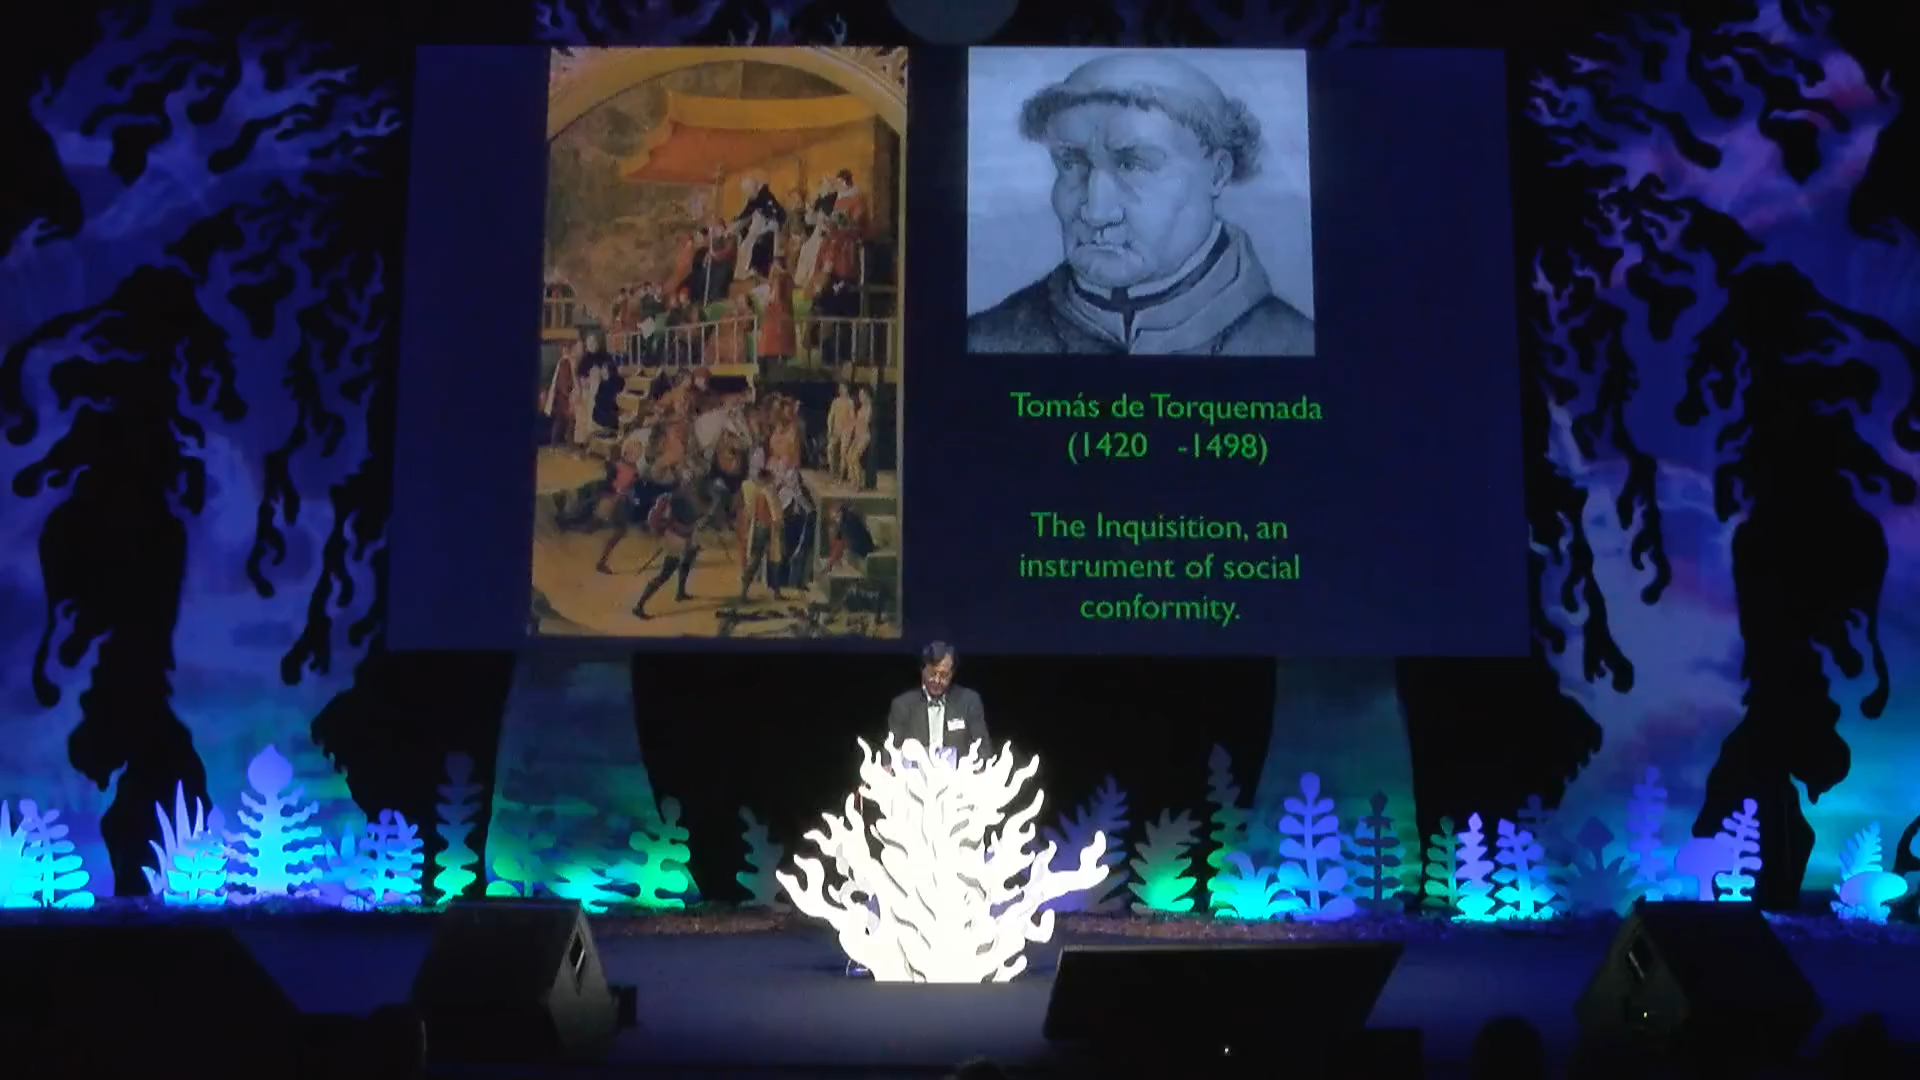 Tomás de Torquemada
(1420 -1498)
The Inquisition, an
instrument of social
conformity.